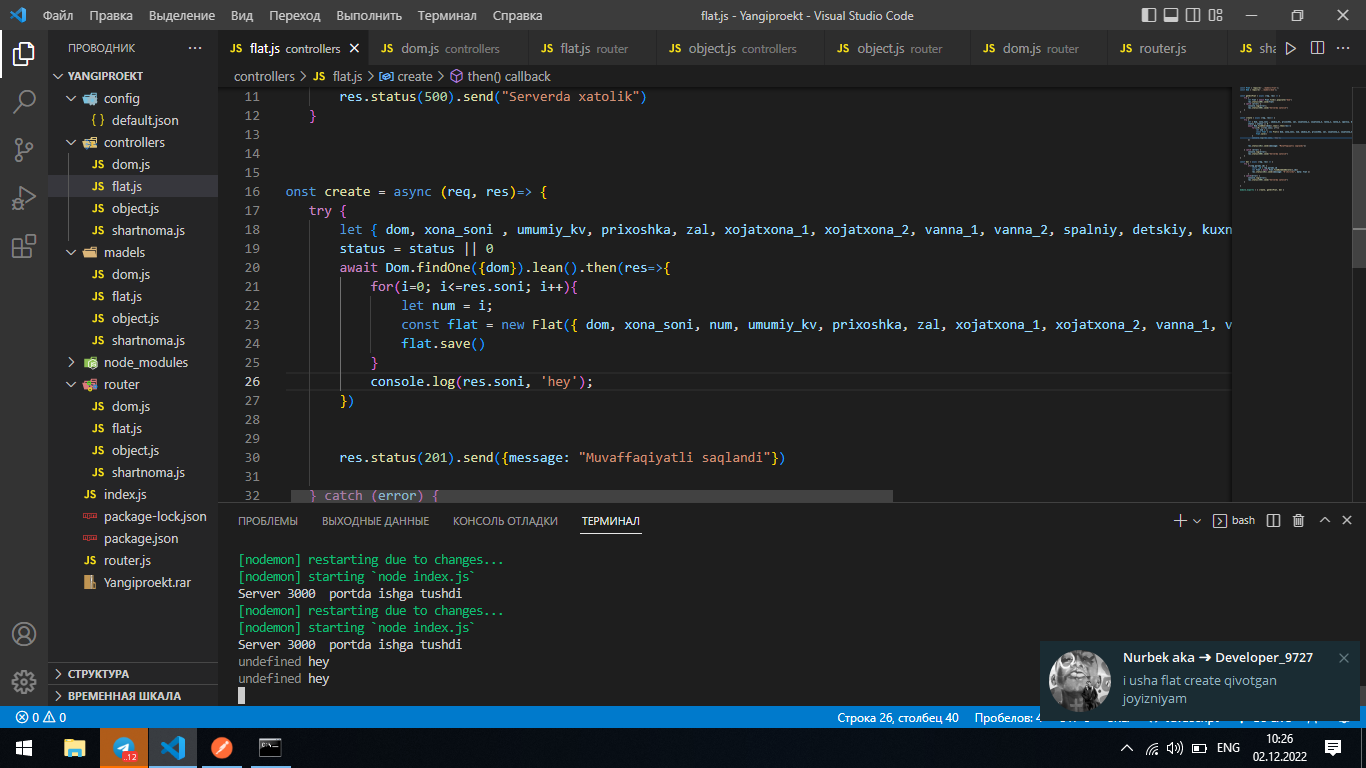 Файл Правка Выделение Вид Переход Выполнить Терминал Справка flat.js - Yangiproekt - Visual Studio Code
ПРОВОДНИК
YANGIPROEKT
config
default.json
controllers
dom.js
flat.js
object.js
shartnoma.js
madels
dom.js
flat.js
object.js
shartnoma.js
node_modules
router
dom.js
flat.js
object.js
shartnoma.js
index.js
package-lock.json
package.json
router.js
Yangiproekt.rar
СТРУКТУРА
ВРЕМЕННАЯ ШКАЛА
JS flat.js controllers JS dom.js controllers JS flat.js router JS object.js controllers JS object.js router JS dom.js router JS router.js JS sha
controllers > JS flat.js > create > then() callback
11 res.status(500).send("Serverda xatolik")
12 }
13
14
15
16 onst create = async (req, res)=> {
17 try {
18 let { dom, xona_soni , umumiy_kv, prixoshka, zal, xojatxona_1, xojatxona_2, vanna_1, vanna_2, spalniy, detskiy, kuxn
19 status = status || 0
20 await Dom.findOne({dom}).lean().then(res=>{
21 for(i=0; i<=res.soni; i++){
22 let num = i;
23 const flat = new Flat({ dom, xona_soni, num, umumiy_kv, prixoshka, zal, xojatxona_1, xojatxona_2, vanna_1, v
24 flat.save()
25 }
26 console.log(res.soni, 'hey');
27 })
28
29
30 res.status(201).send({message: "Muvaffaqiyatli saqlandi"})
31
32 } catch (error) {
ПРОБЛЕМЫ ВЫХОДНЫЕ ДАННЫЕ КОНСОЛЬ ОТЛАДКИ ТЕРМИНАЛ bash
[nodemon] restarting due to changes...
[nodemon] starting `node index.js`
Server 3000 portda ishga tushdi
[nodemon] restarting due to changes...
[nodemon] starting `node index.js`
Server 3000 portda ishga tushdi
undefined hey
undefined hey
Nurbek aka ➜ Developer_9727
i usha flat create qivotgan
joyizniyam
0 0 Строка 26, столбец 40 Пробелов: 4
..12 ENG 10:26
02.12.2022